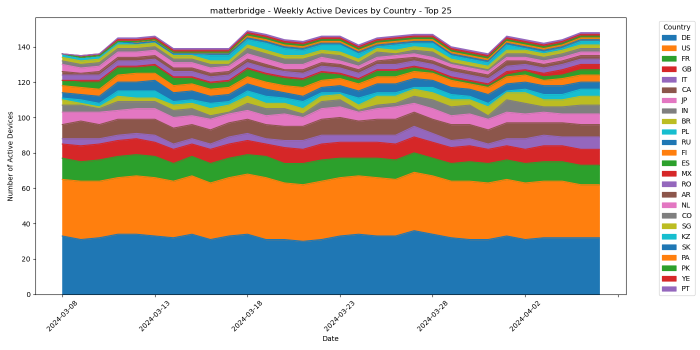 matterbridge - Weekly Active Devices by Country - Top 25
Number of Active Devices
140
120
100
80
60
40
20
0
2024-03-08
2024-03-13
2024-03-18
2024-03-23
2024-03-28
2024-04-02
Date
Country
DE
US
FR
GB
IT
CA
JP
IN
BR
PL
RU
FI
ES
MX
RO
AR
NL
CO
SG
KZ
SK
PA
PK
YE
PT